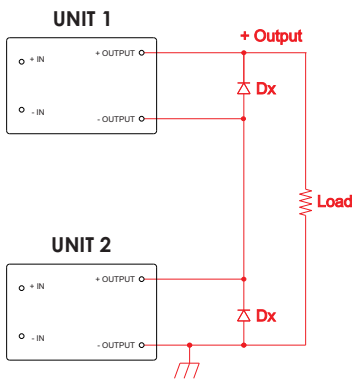 UNIT 1
+ Output
+ OUTPUT
+ IN
Dx
- IN
- OUTPUT
Load
UNIT 2
+ OUTPUT
+ IN
Dx
- IN
- OUTPUT